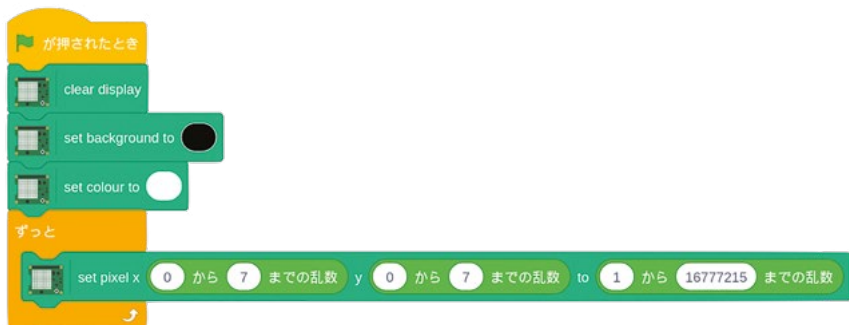 が押されたとき
clear display
set background to
set colour to
ずっと
set pixel x 0 から 7 までの乱数 y 0 から 7 までの乱数 to 1 から 16777215 までの乱数